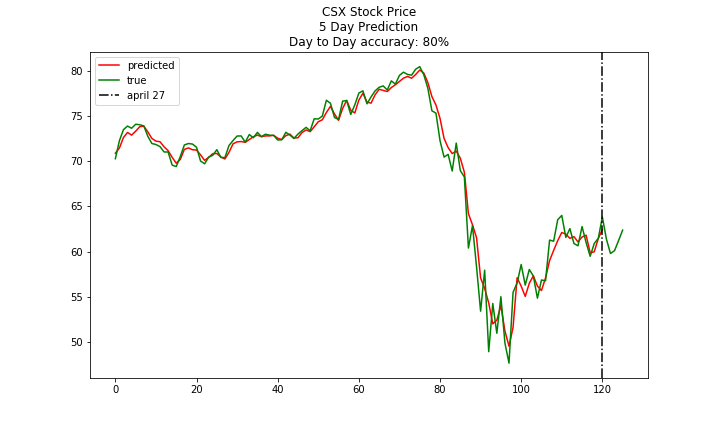 CSX Stock Price
5 Day Prediction
Day to Day accuracy: 80%
predicted
true
april 27
80
75
70
65
60
55
50
0 20 40 60 80 100 120